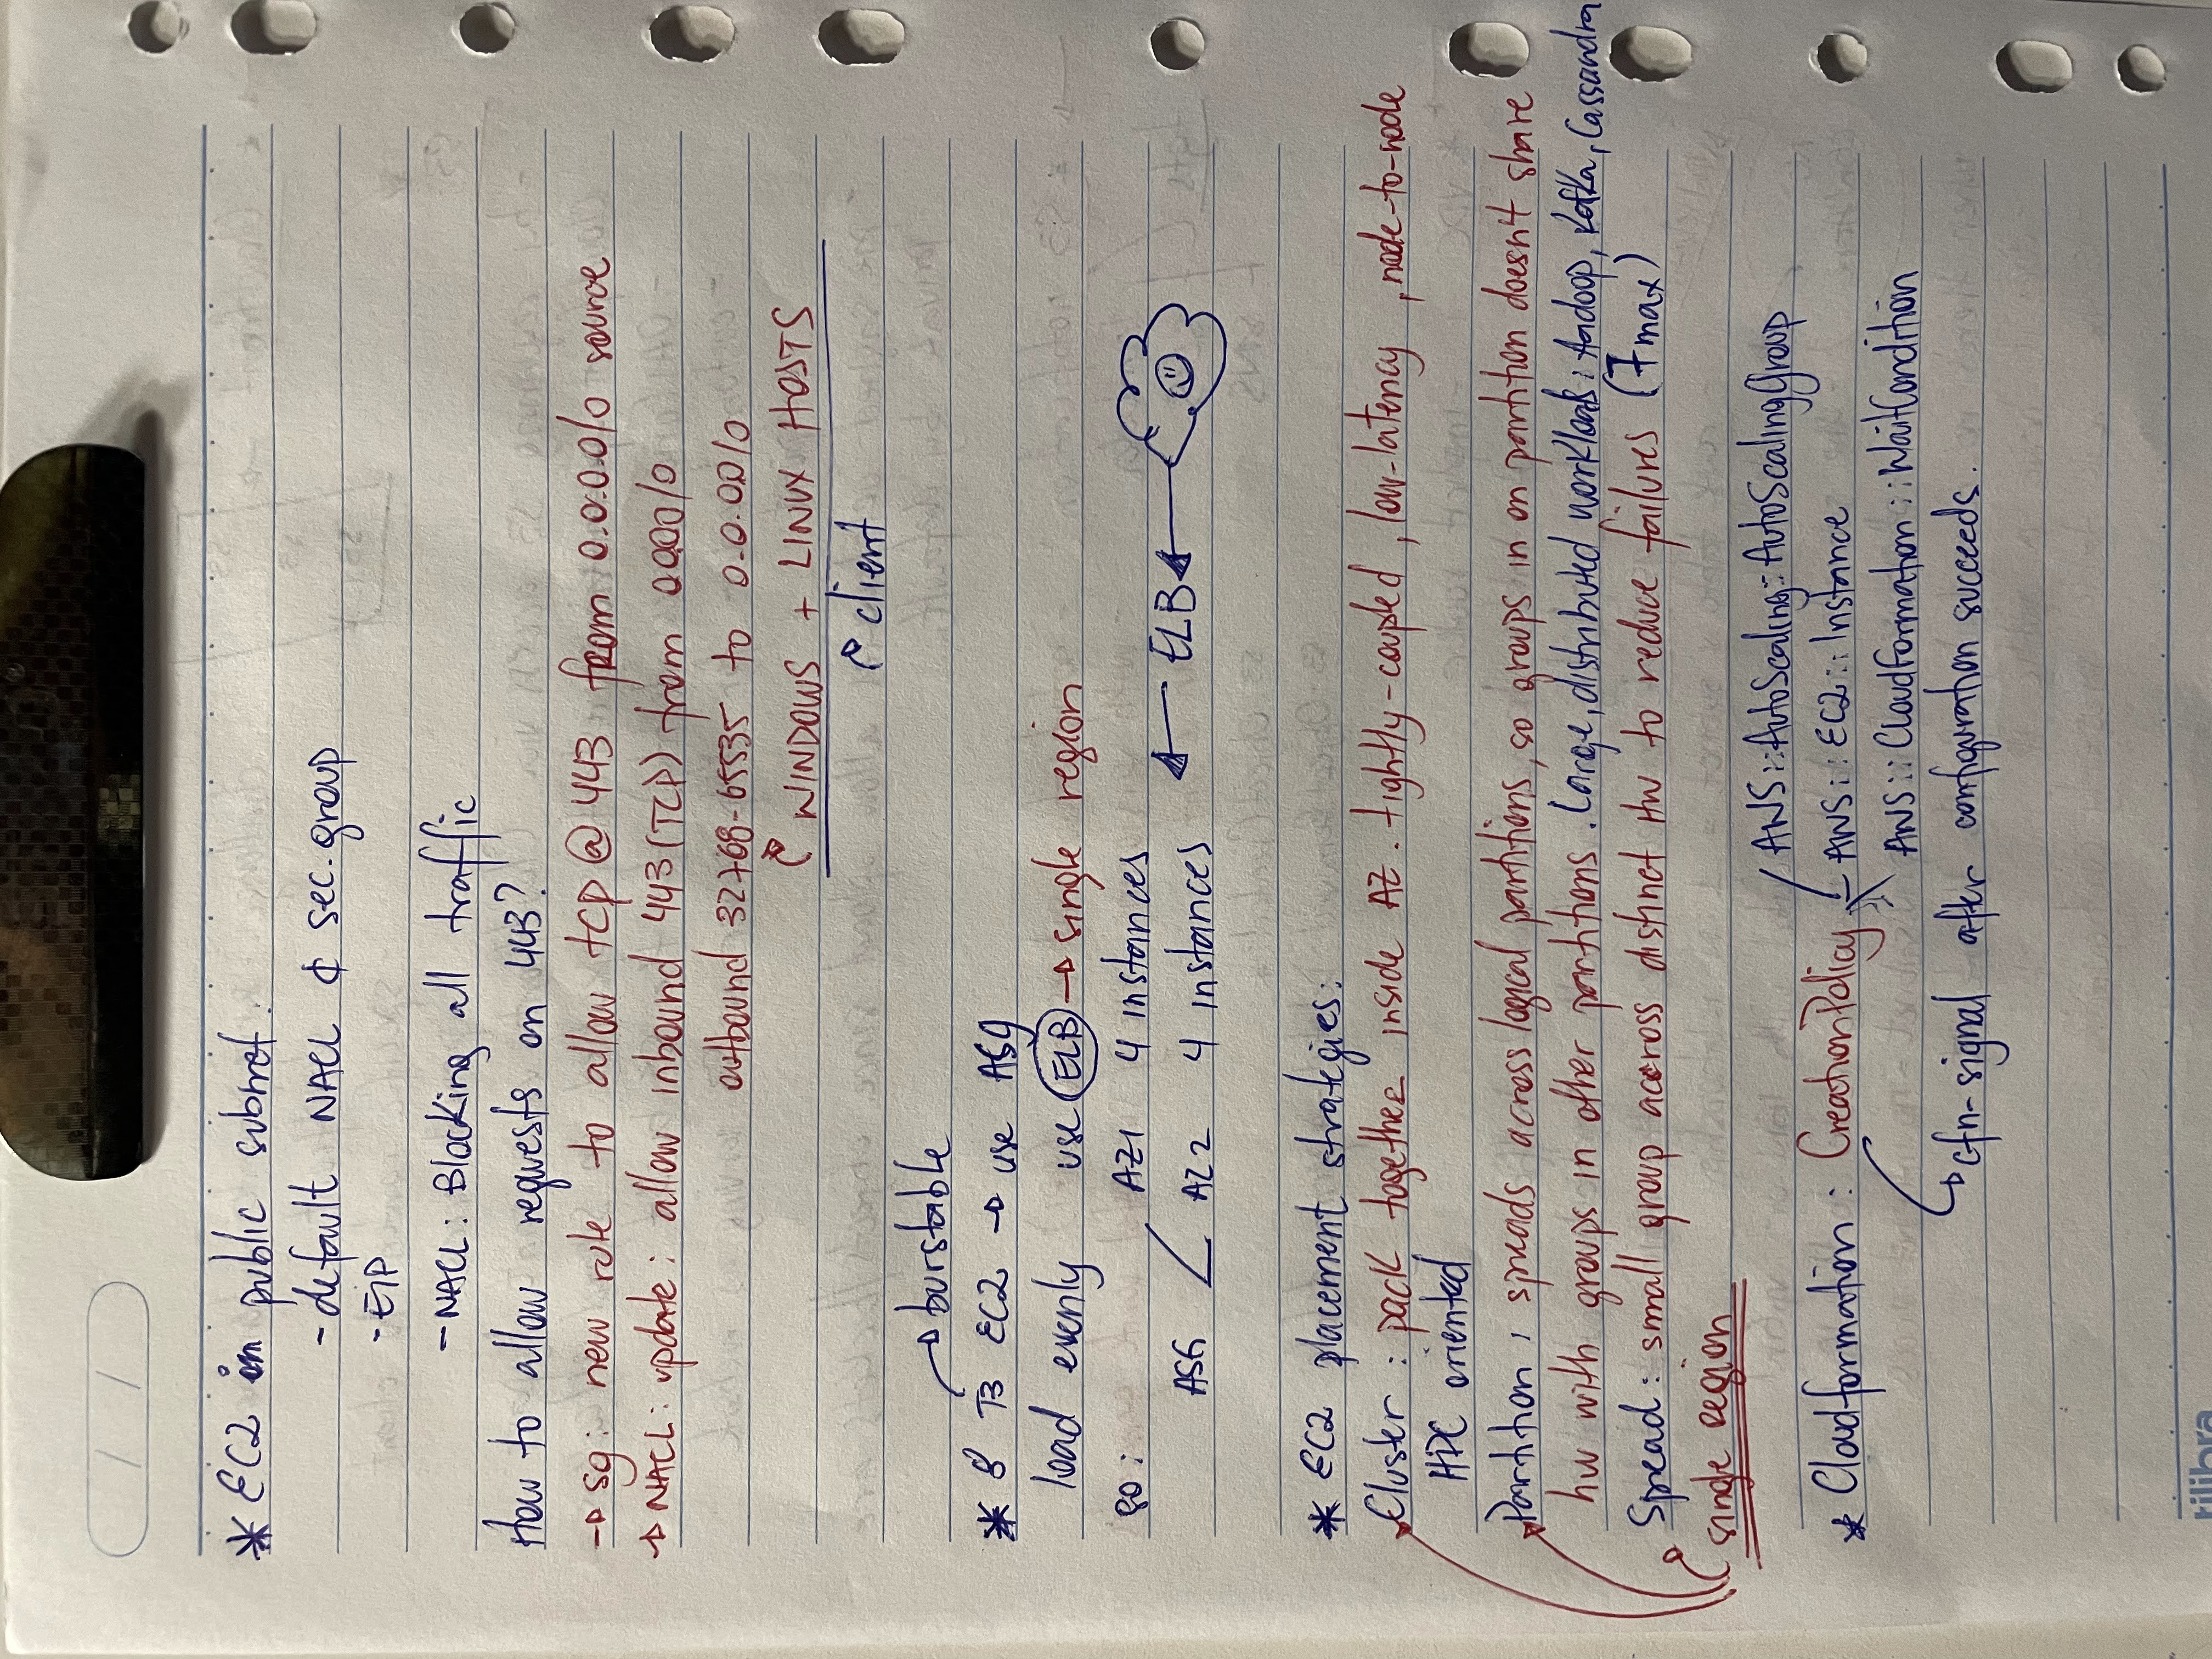 * EC2 in public subnet:
- default NACL & sec. group
- EIP
- NACL: Blocking all traffic
How to allow requests on 443?
→ sg: new rule to allow tcp @ 443 from 0.0.0.0/0 source
→ NACL: update: allow inbound 443 (TCP) from 0.0.0.0/0
outbound 32768-65535 to 0.0.0.0/0
WINDOWS + LINUX HOSTS
client
→ burstable
* 8 T3 EC2 → use ASg
load evenly use ELB → single region
so: AZ1 4 instances
ASG AZ2 4 instances ← ELB ←
* EC2 placement strategies:
Cluster: pack together inside AZ. tightly-coupled, low-latency, node-to-node
HPC oriented
Partition: spreads across logical partitions, so groups in on partition doesn't share
hw with groups in other partitions. Large, distributed workloads: Hadoop, Kafka, Cassandra
Spread: small group accross distinct HW to reduce failures (7 max)
single region
AWS::AutoScaling::AutoScalingGroup
* Cloudformation: CreationPolicy - AWS::EC2::Instance
AWS::CloudFormation::WaitCondition
→ cfn-signal after configuration succeeds.
tilibra